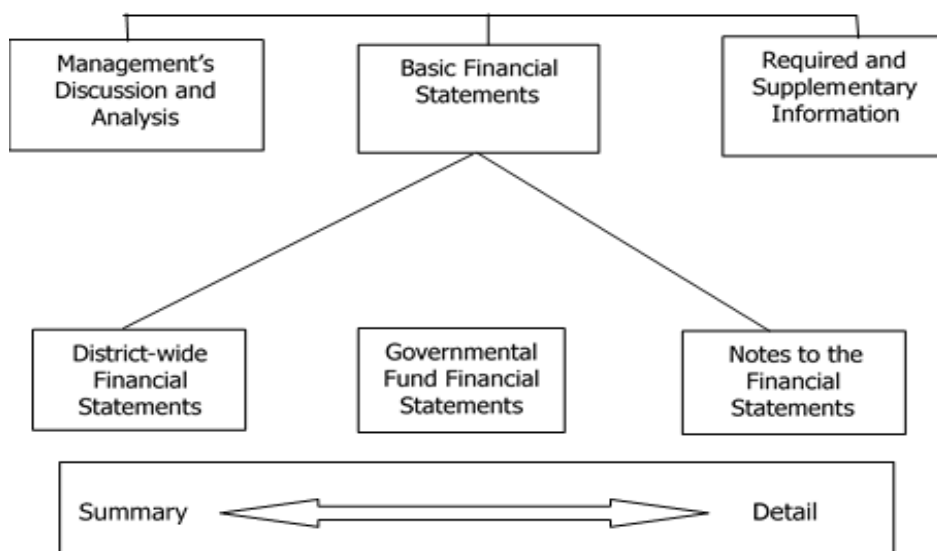 Management’s
Discussion and
Analysis
Basic Financial
Statements
Required and
Supplementary
Information
District-wide
Financial
Statements
Governmental
Fund Financial
Statements
Notes to the
Financial
Statements
Summary
Detail